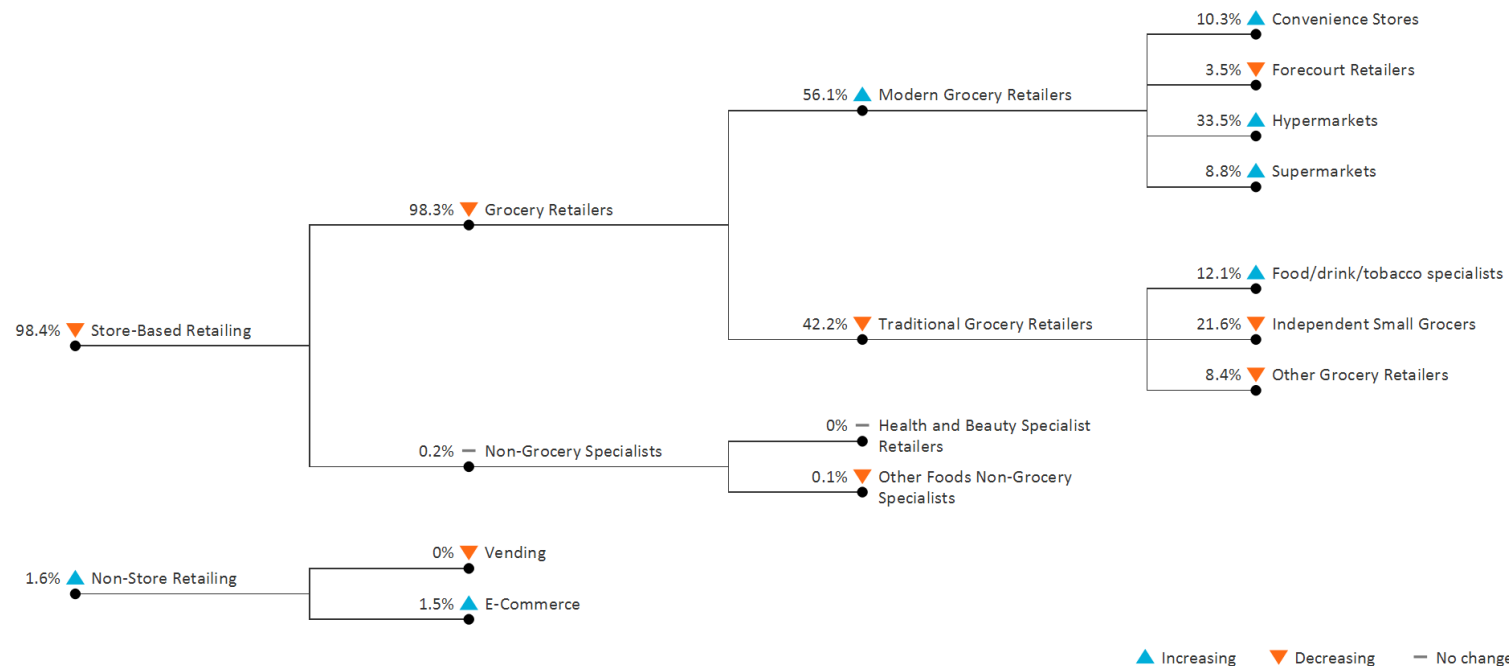 10.3% Convenience Stores
3.5% Forecourt Retailers
56.1% Modern Grocery Retailers
33.5% Hypermarkets
8.8% Supermarkets
98.3% Grocery Retailers
12.1% Food/drink/tobacco specialists
98.4% Store-Based Retailing
42.2% Traditional Grocery Retailers
21.6% Independent Small Grocers
8.4% Other Grocery Retailers
0% Health and Beauty Specialist
Retailers
0.2% Non-Grocery Specialists
0.1% Other Foods Non-Grocery
Specialists
0% Vending
1.6% Non-Store Retailing
1.5% E-Commerce
Increasing Decreasing No change